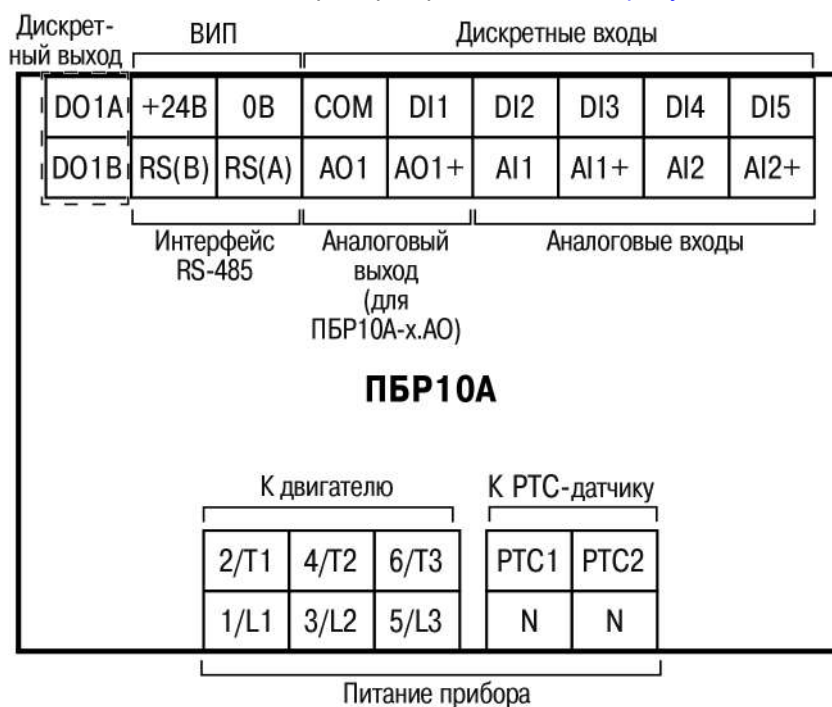 Дискрет-
ный выход
ВИП
Дискретные входы
DO1A +24В 0В COM DI1 DI2 DI3 DI4 DI5
DO1B RS(B) RS(A) AO1 AO1+ AI1 AI1+ AI2 AI2+
Интерфейс
RS-485
Аналоговый
выход
(для
ПБР10А-х.АО)
Аналоговые входы
ПБР10А
К двигателю
К PTC-датчику
2/T1 4/T2 6/T3 PTC1 PTC2
1/L1 3/L2 5/L3 N N
Питание прибора